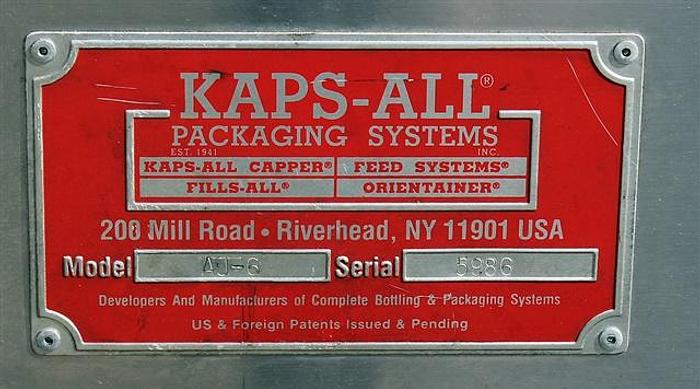 KAPS-ALL®
PACKAGING SYSTEMS
EST. 1941 INC.
KAPS-ALL CAPPER® FEED SYSTEMS®
FILLS-ALL® ORIENTAINER®
200 Mill Road • Riverhead, NY 11901 USA
Model AU-6 Serial 5986
Developers And Manufacturers of Complete Bottling & Packaging Systems
US & Foreign Patents Issued & Pending